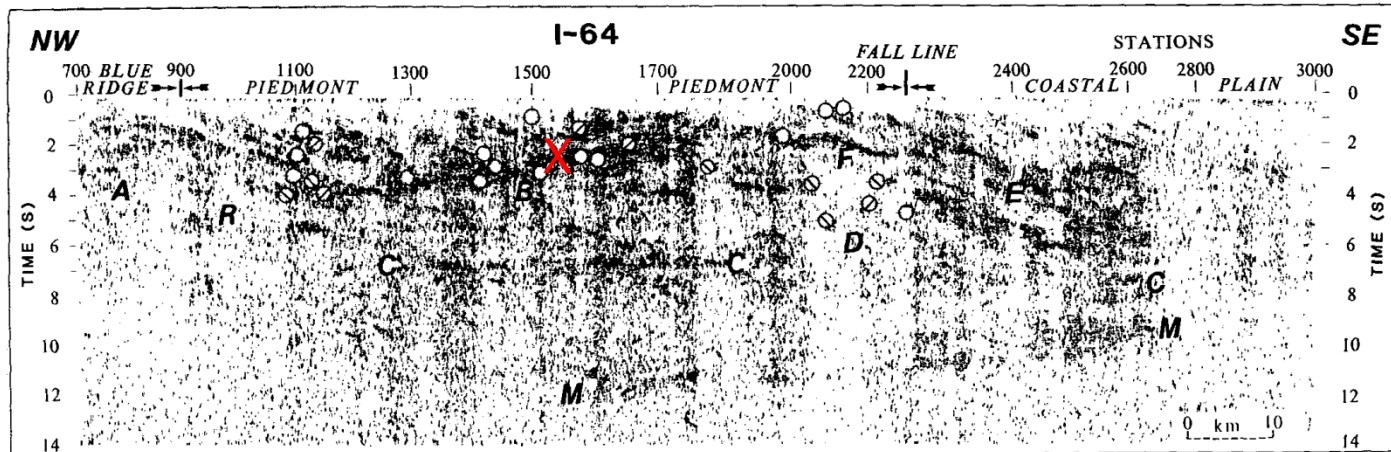 NW I-64 SE
FALL LINE STATIONS
700 BLUE 900 1100 1300 1500 1700 2000 2200 2400 2600 2800 3000
RIDGE PIEDMONT PIEDMONT COASTAL PLAIN
0 0
2 2
F
A 4 B E 4
R
TIME (S) D TIME (S)
6 6
C C C
8 8
M
10 10
M
12 12
0 km 10
14 14